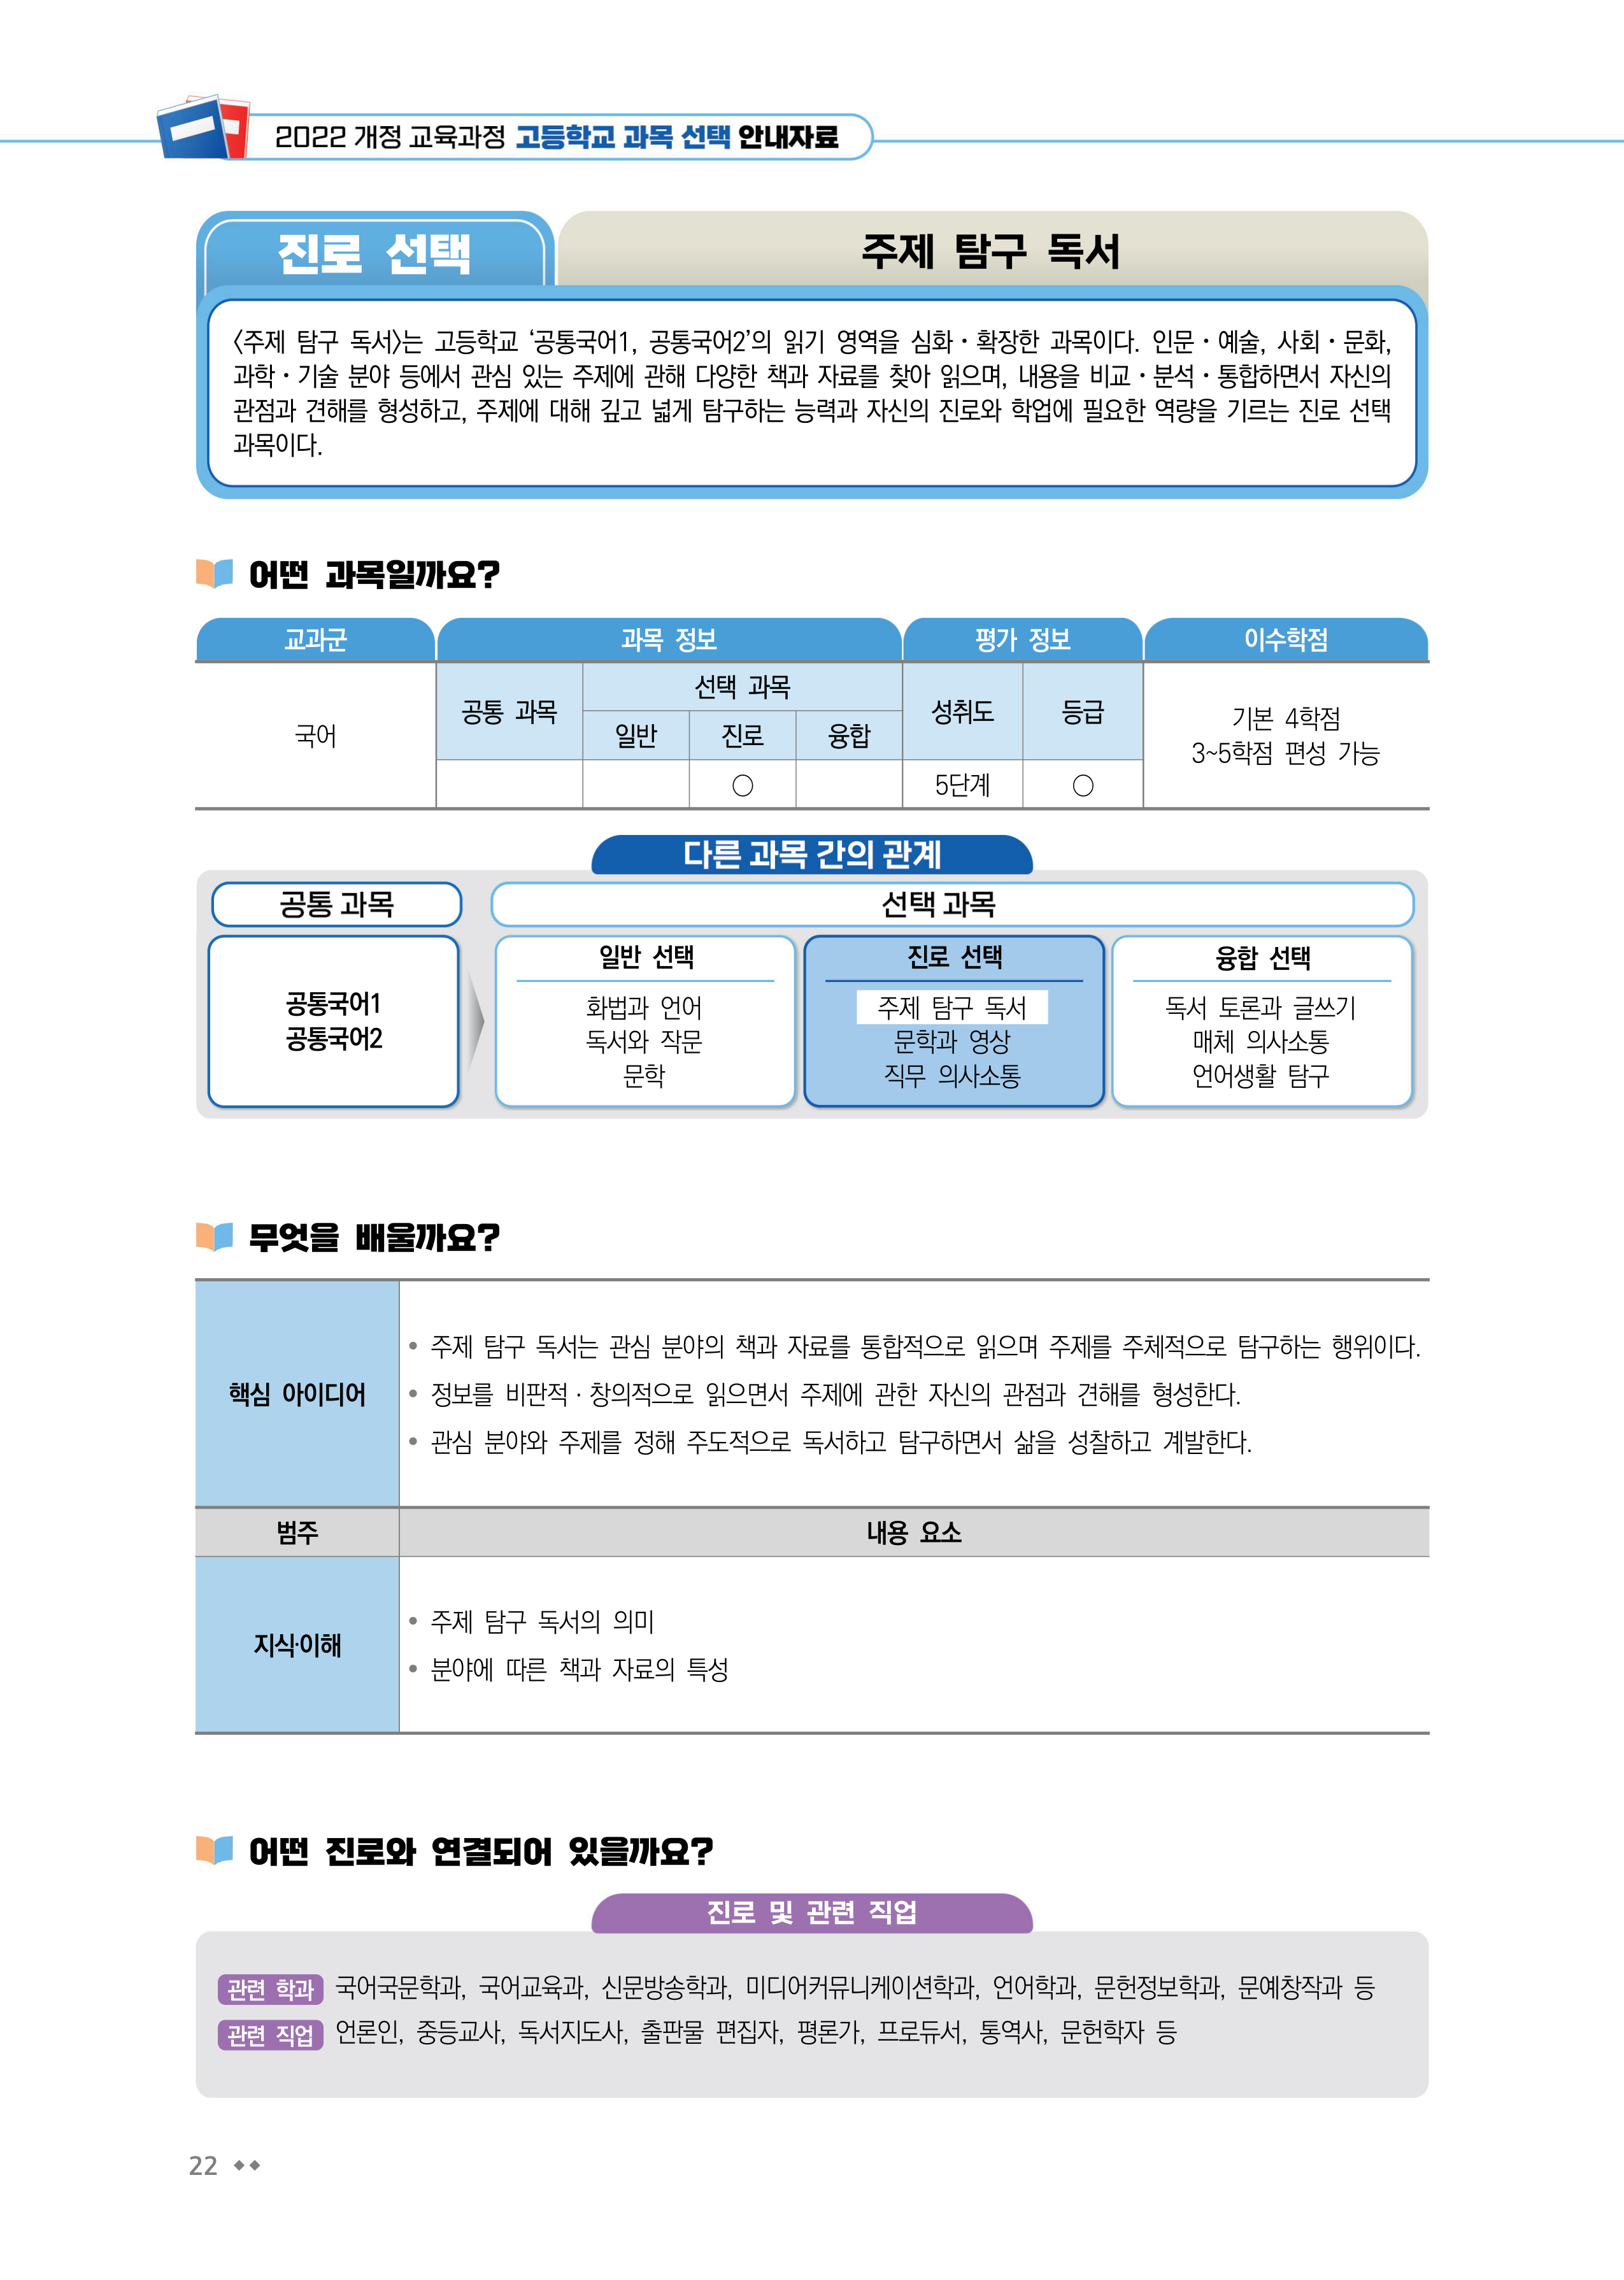 2022 개정 교육과정 고등학교 과목 선택 안내자료
진로 선택
주제 탐구 독서
〈주제 탐구 독서〉는 고등학교 ‘공통국어1, 공통국어2’의 읽기 영역을 심화・확장한 과목이다. 인문・예술, 사회・문화,
과학・기술 분야 등에서 관심 있는 주제에 관해 다양한 책과 자료를 찾아 읽으며, 내용을 비교・분석・통합하면서 자신의
관점과 견해를 형성하고, 주제에 대해 깊고 넓게 탐구하는 능력과 자신의 진로와 학업에 필요한 역량을 기르는 진로 선택
과목이다.
어떤 과목일까요?
교과군 과목 정보 평가 정보 이수학점
국어
공통 과목
선택 과목
일반 진로 융합
성취도 등급
기본 4학점
3~5학점 편성 가능
○ 5단계 ○
다른 과목 간의 관계
공통 과목
선택 과목
공통국어1
공통국어2
일반 선택
화법과 언어
독서와 작문
문학
진로 선택
주제 탐구 독서
문학과 영상
직무 의사소통
융합 선택
독서 토론과 글쓰기
매체 의사소통
언어생활 탐구
무엇을 배울까요?
핵심 아이디어
• 주제 탐구 독서는 관심 분야의 책과 자료를 통합적으로 읽으며 주제를 주체적으로 탐구하는 행위이다.
• 정보를 비판적·창의적으로 읽으면서 주제에 관한 자신의 관점과 견해를 형성한다.
• 관심 분야와 주제를 정해 주도적으로 독서하고 탐구하면서 삶을 성찰하고 계발한다.
범주 내용 요소
지식·이해
• 주제 탐구 독서의 의미
• 분야에 따른 책과 자료의 특성
어떤 진로와 연결되어 있을까요?
진로 및 관련 직업
관련 학과 국어국문학과, 국어교육과, 신문방송학과, 미디어커뮤니케이션학과, 언어학과, 문헌정보학과, 문예창작과 등
관련 직업 언론인, 중등교사, 독서지도사, 출판물 편집자, 평론가, 프로듀서, 통역사, 문헌학자 등
22